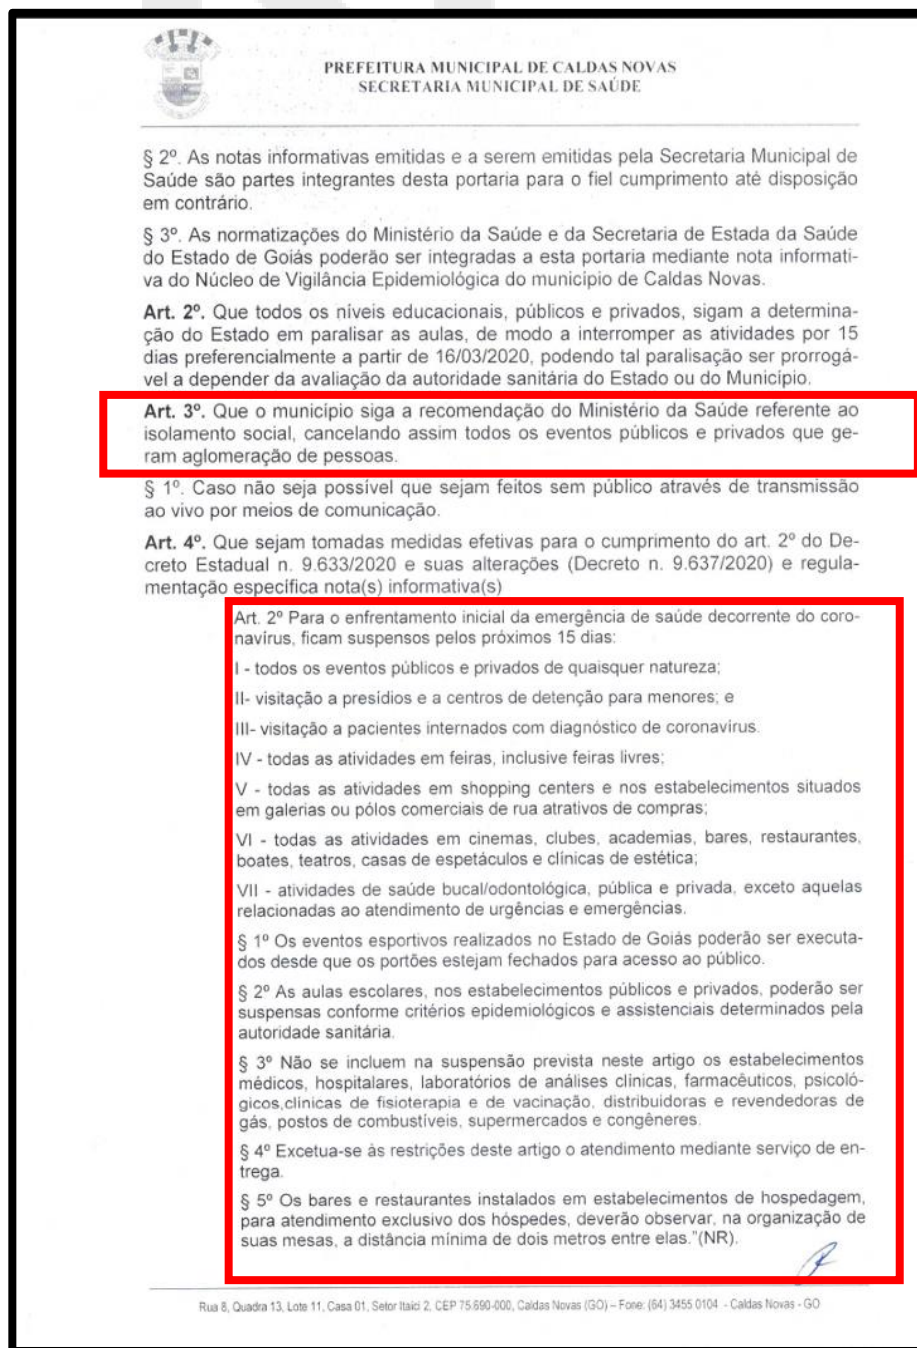 PREFEITURA MUNICIPAL DE CALDAS NOVAS
SECRETARIA MUNICIPAL DE SAÚDE
§ 2º. As notas informativas emitidas e a serem emitidas pela Secretaria Municipal de
Saúde são partes integrantes desta portaria para o fiel cumprimento até disposição
em contrário.
§ 3º. As normatizações do Ministério da Saúde e da Secretaria de Estada da Saúde
do Estado de Goiás poderão ser integradas a esta portaria mediante nota informati-
va do Núcleo de Vigilância Epidemiológica do município de Caldas Novas.
Art. 2º. Que todos os níveis educacionais, públicos e privados, sigam a determina-
ção do Estado em paralisar as aulas, de modo a interromper as atividades por 15
dias preferencialmente a partir de 16/03/2020, podendo tal paralisação ser prorrogá-
vel a depender da avaliação da autoridade sanitária do Estado ou do Município.
Art. 3º. Que o município siga a recomendação do Ministério da Saúde referente ao
isolamento social, cancelando assim todos os eventos públicos e privados que ge-
ram aglomeração de pessoas.
§ 1º. Caso não seja possível que sejam feitos sem público através de transmissão
ao vivo por meios de comunicação.
Art. 4º. Que sejam tomadas medidas efetivas para o cumprimento do art. 2º do De-
creto Estadual n. 9.633/2020 e suas alterações (Decreto n. 9.637/2020) e regula-
mentação específica nota(s) informativa(s)
Art. 2º Para o enfrentamento inicial da emergência de saúde decorrente do coro-
navírus, ficam suspensos pelos próximos 15 dias:
I - todos os eventos públicos e privados de quaisquer natureza;
II- visitação a presídios e a centros de detenção para menores; e
III- visitação a pacientes internados com diagnóstico de coronavírus.
IV - todas as atividades em feiras, inclusive feiras livres;
V - todas as atividades em shopping centers e nos estabelecimentos situados
em galerias ou pólos comerciais de rua atrativos de compras;
VI - todas as atividades em cinemas, clubes, academias, bares, restaurantes,
boates, teatros, casas de espetáculos e clínicas de estética;
VII - atividades de saúde bucal/odontológica, pública e privada, exceto aquelas
relacionadas ao atendimento de urgências e emergências.
§ 1º Os eventos esportivos realizados no Estado de Goiás poderão ser executa-
dos desde que os portões estejam fechados para acesso ao público.
§ 2º As aulas escolares, nos estabelecimentos públicos e privados, poderão ser
suspensas conforme critérios epidemiológicos e assistenciais determinados pela
autoridade sanitária.
§ 3º Não se incluem na suspensão prevista neste artigo os estabelecimentos
médicos, hospitalares, laboratórios de análises clínicas, farmacêuticos, psicoló-
gicos,clínicas de fisioterapia e de vacinação, distribuidoras e revendedoras de
gás, postos de combustíveis, supermercados e congêneres.
§ 4º Excetua-se às restrições deste artigo o atendimento mediante serviço de en-
trega.
§ 5º Os bares e restaurantes instalados em estabelecimentos de hospedagem,
para atendimento exclusivo dos hóspedes, deverão observar, na organização de
suas mesas, a distância mínima de dois metros entre elas."(NR).
Rua 8, Quadra 13, Lote 11, Casa 01, Setor Itaici 2, CEP 75.690-000, Caldas Novas (GO) – Fone: (64) 3455 0104 - Caldas Novas - GO